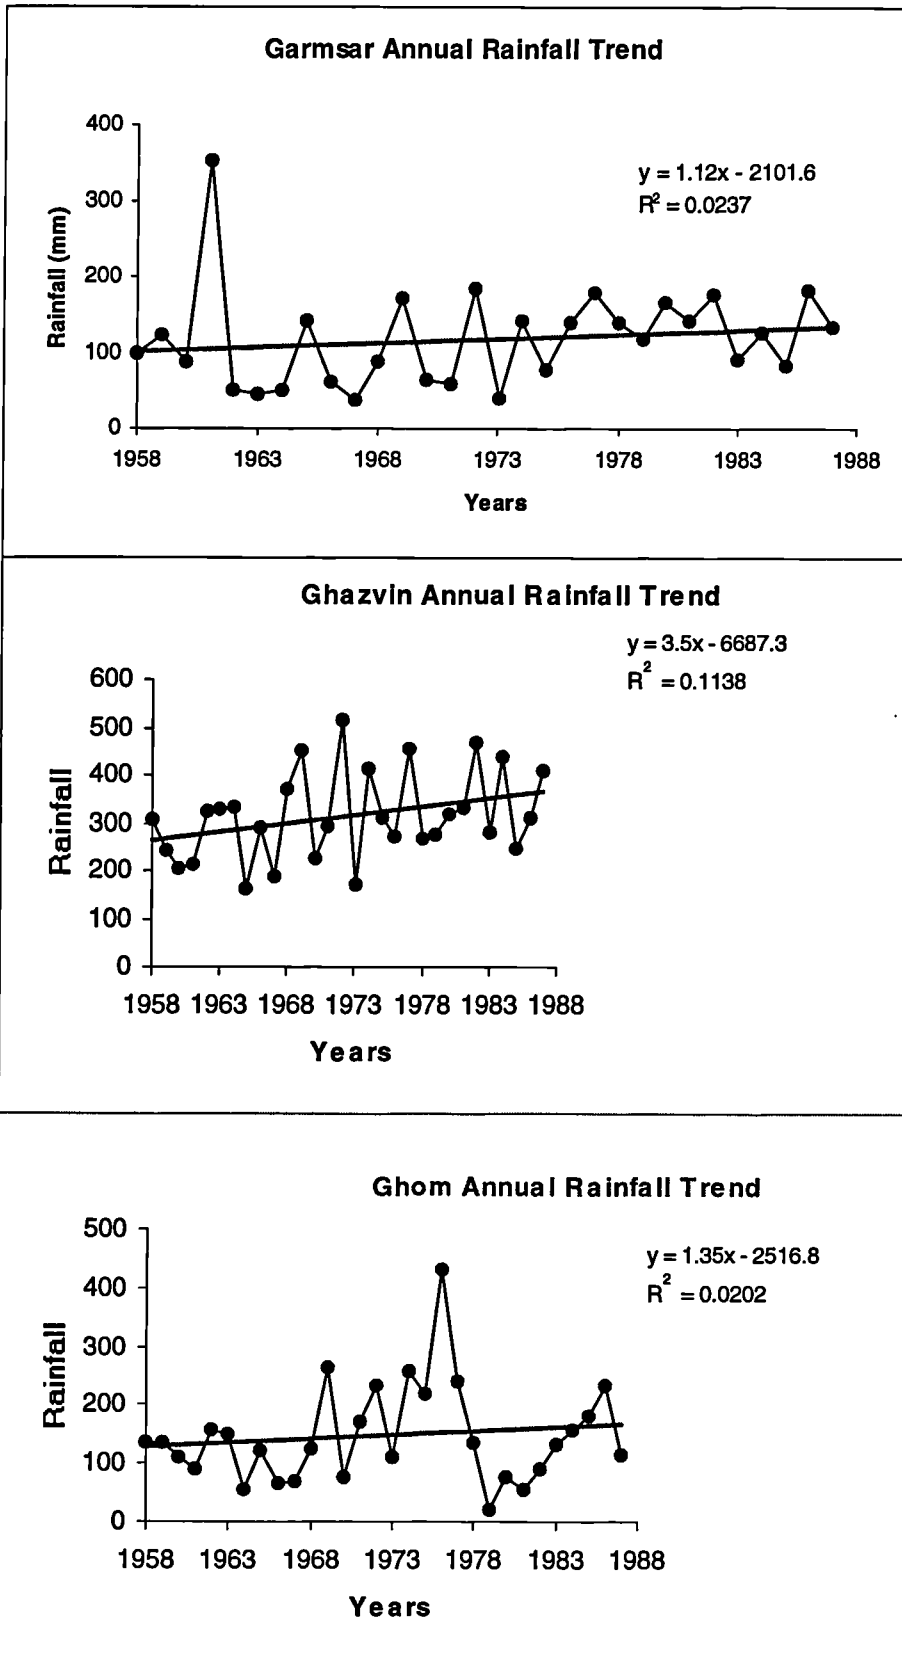 Garmsar Annual Rainfall Trend
400
300
200
100
0
Rainfall (mm)
y = 1.12x - 2101.6
R² = 0.0237
1958 1963 1968 1973 1978 1983 1988
Years
Ghazvin Annual Rainfall Trend
y = 3.5x - 6687.3
R² = 0.1138
600
500
400
300
200
100
0
Rainfall
1958 1963 1968 1973 1978 1983 1988
Years
Ghom Annual Rainfall Trend
y = 1.35x - 2516.8
R² = 0.0202
500
400
300
200
100
0
Rainfall
1958 1963 1968 1973 1978 1983 1988
Years